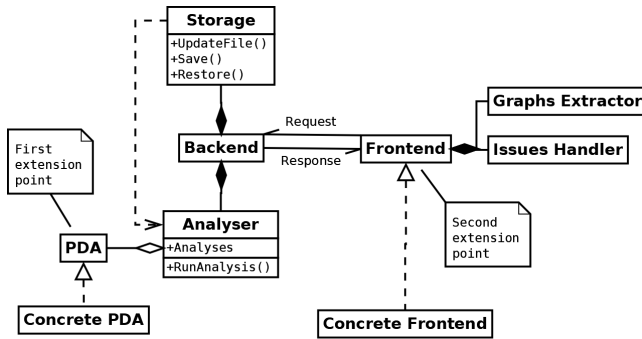 Storage
+UpdateFile()
+Save()
+Restore()
Graphs Extractor
Request
First
extension
point
Backend
Frontend
Issues Handler
Response
Analyser
+Analyses
+RunAnalysis()
Second
extension
point
PDA
Concrete PDA
Concrete Frontend